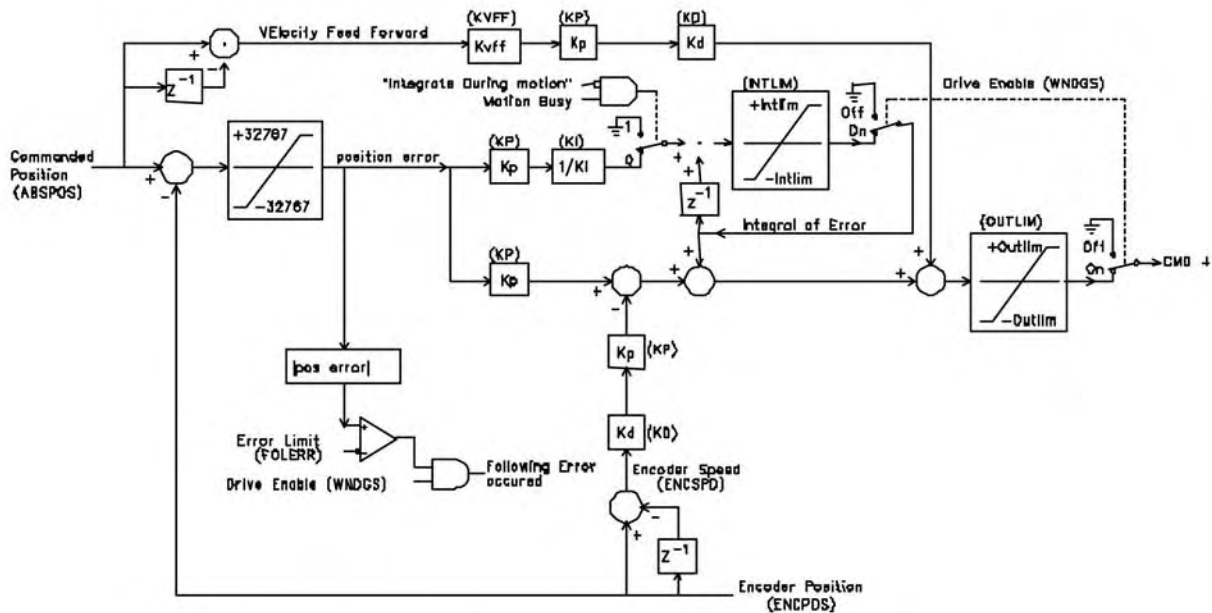 (KVFF)
(KP)
(KD)
VElocity Feed Forward
Kvff
Kp
Kd
+
-
Z⁻¹
"Integrate During motion"
Motion Busy
(INTLIM)
+Intlim
-Intlim
Off
On
Drive Enable (WNDGS)
+32767
-32767
Commanded
Position
(ABSPOS)
+
-
position error
(KP)
Kp
(KI)
1/KI
1
0
+
+
z⁻¹
Integral of Error
(OUTLIM)
+Outlim
-Outlim
Off
On
CMD +
(KP)
Kp
+
-
+
+
+
+
Kp
(KP)
|pos error|
Kd
(KD)
Error Limit
(FOLERR)
+
-
Following Error
occured
Drive Enable (WNDGS)
Encoder Speed
(ENCSPD)
-
+
Z⁻¹
Encoder Position
(ENCPDS)